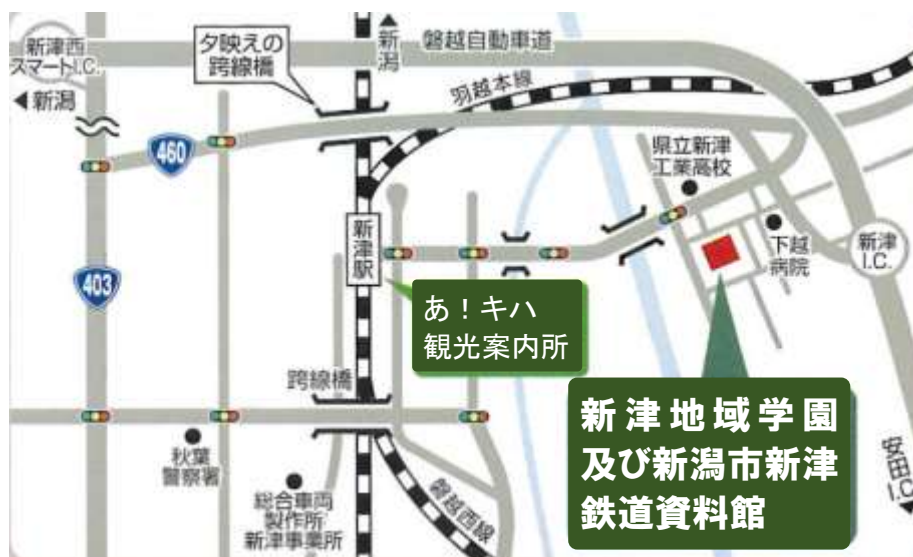 新津西
スマートI.C.
◀新潟
夕映えの
跨線橋
▲新潟
磐越自動車道
羽越本線
460
県立新津
工業高校
403
新津駅
下越
病院
新津
I.C.
あ！キハ
観光案内所
跨線橋
新津地域学園
及び新潟市新津
鉄道資料館
秋葉
警察署
総合車両
製作所
新津事業所
磐越西線
安田I.C.▶